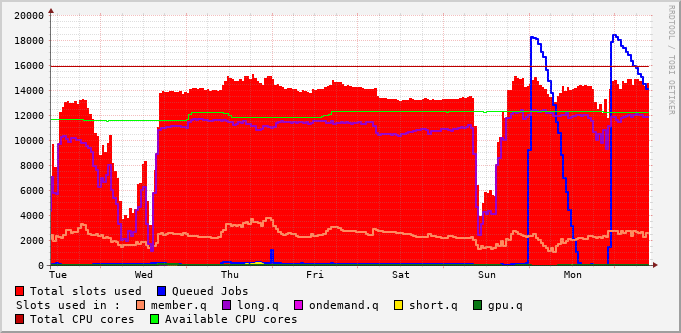 20000
18000
16000
14000
12000
10000
8000
6000
4000
2000
0
Tue Wed Thu Fri Sat Sun Mon
RRDTOOL / TOBI OETIKER
Total slots used Queued Jobs
Slots used in : member.q long.q ondemand.q short.q gpu.q
Total CPU cores Available CPU cores